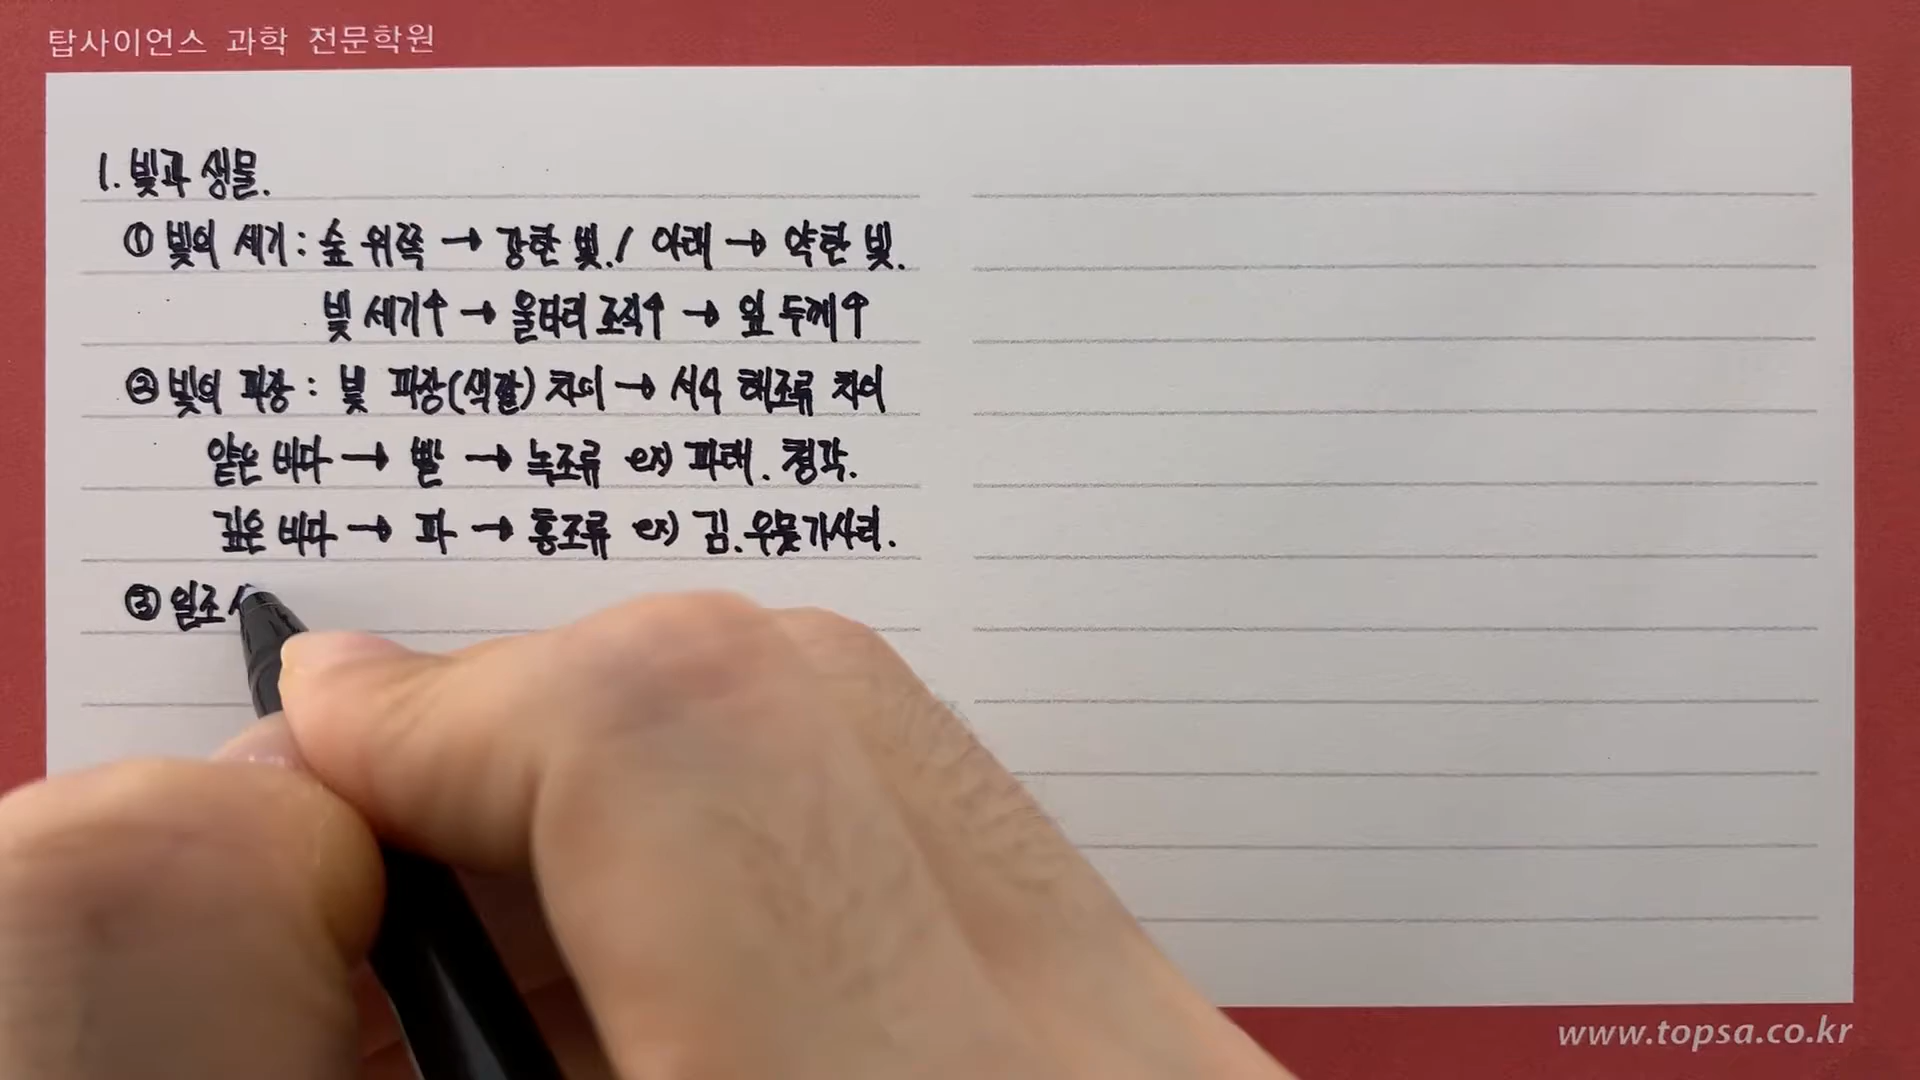 탑사이언스 과학 전문학원
1. 빛과 생물.
① 빛의 세기 : 숲 위쪽 → 강한 빛. / 아래 → 약한 빛.
빛 세기↑ → 울타리 조직↑ → 잎 두께↑
② 빛의 파장 : 빛 파장(색깔) 차이 → 서식 해조류 차이
얕은 바다 → 빨 → 녹조류 ex) 파래. 청각.
깊은 바다 → 파 → 홍조류 ex) 김. 우뭇가사리.
③ 일조
www.topsa.co.kr